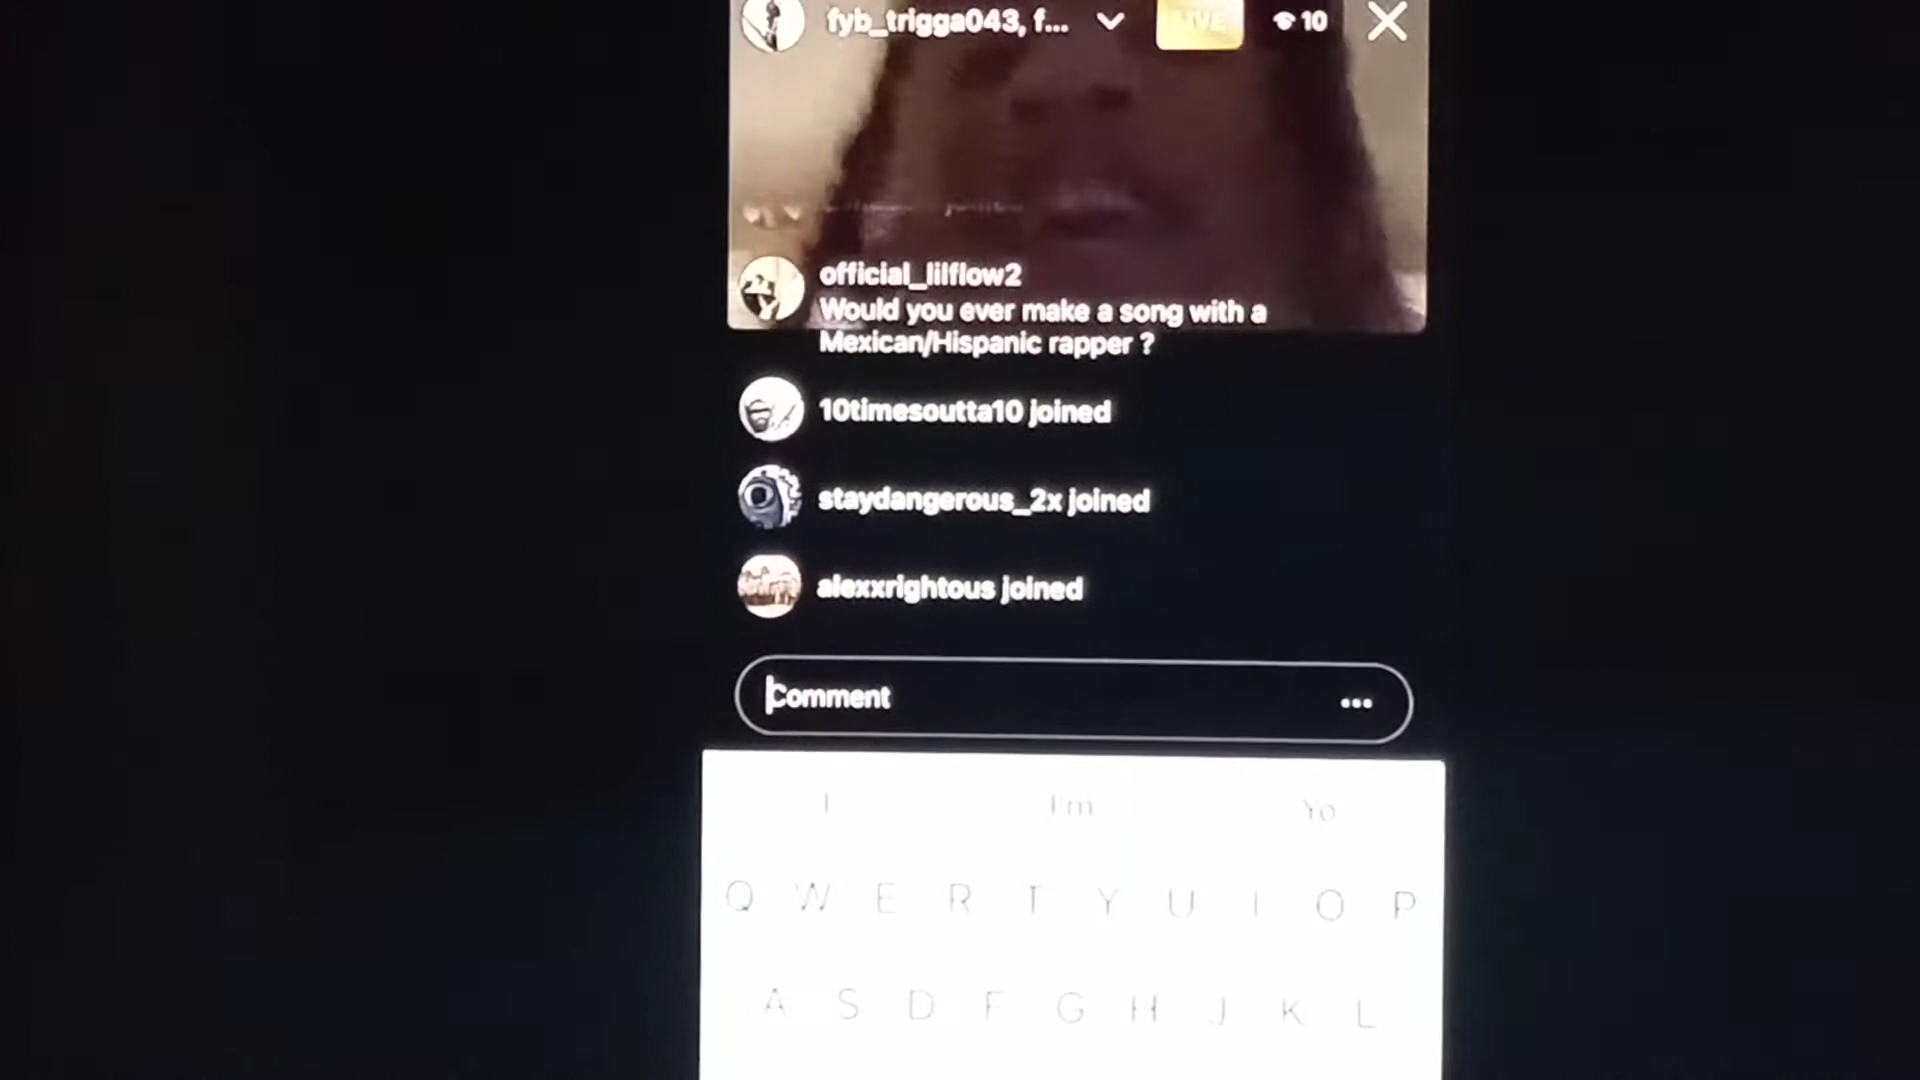 fyb_trigga043, f...
LIVE
10
official_lilflow2
Would you ever make a song with a
Mexican/Hispanic rapper ?
10timesoutta10 joined
staydangerous_2x joined
alexxrightous joined
Comment
I I'm Yo
Q W E R T Y U I O P
A S D F G H J K L